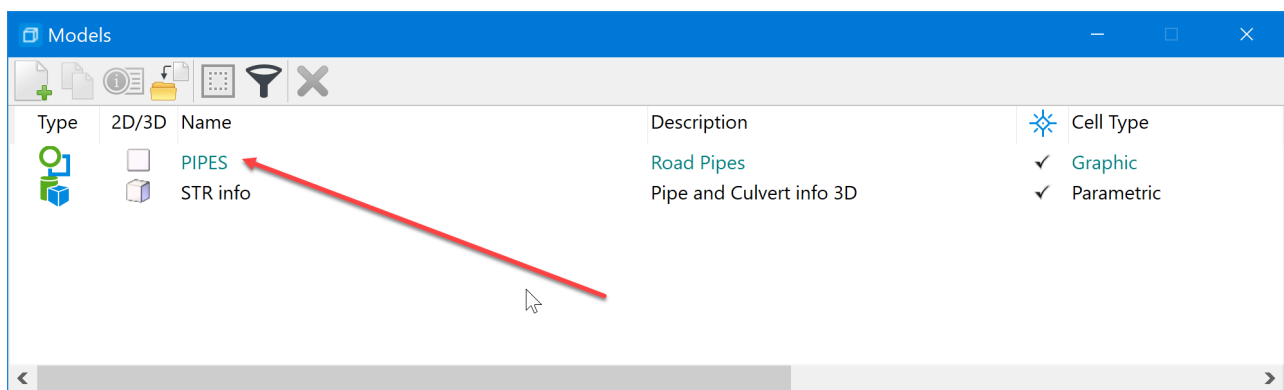 Models
Type 2D/3D Name Description Cell Type
PIPES Road Pipes Graphic
STR info Pipe and Culvert info 3D Parametric